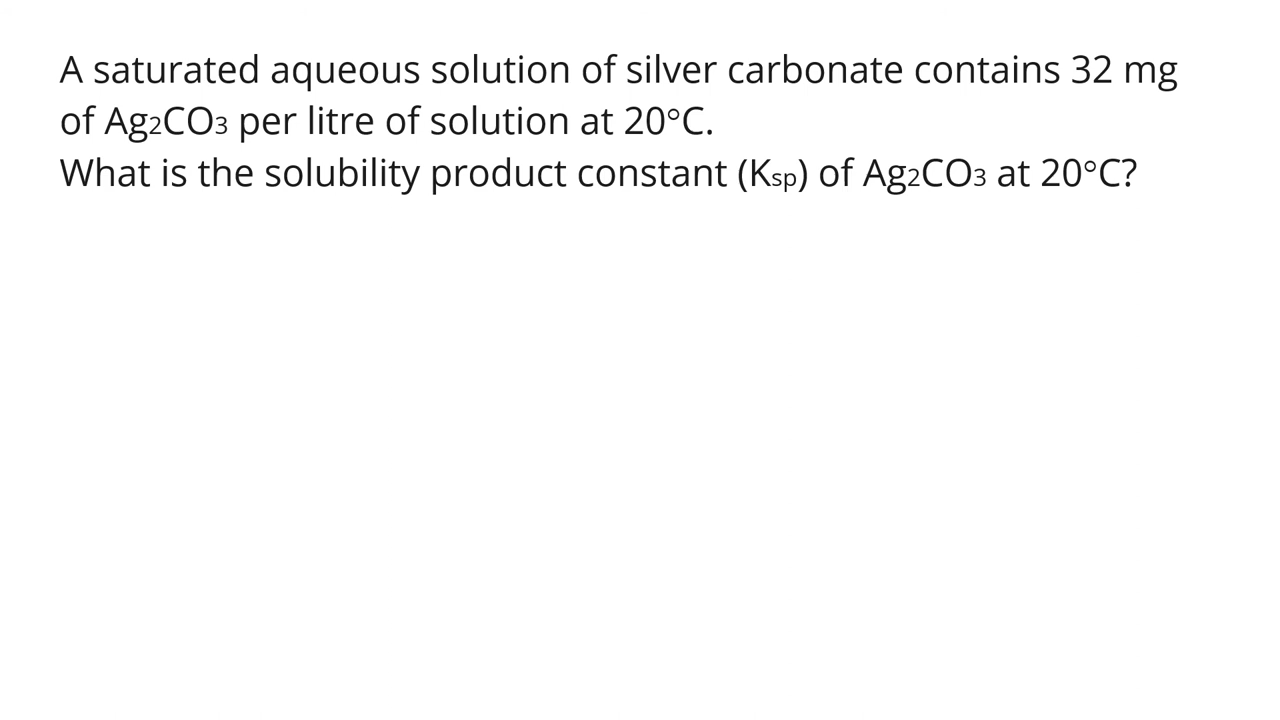 A saturated aqueous solution of silver carbonate contains 32 mg
of Ag₂CO₃ per litre of solution at 20°C.
What is the solubility product constant (Kₛₚ) of Ag₂CO₃ at 20°C?